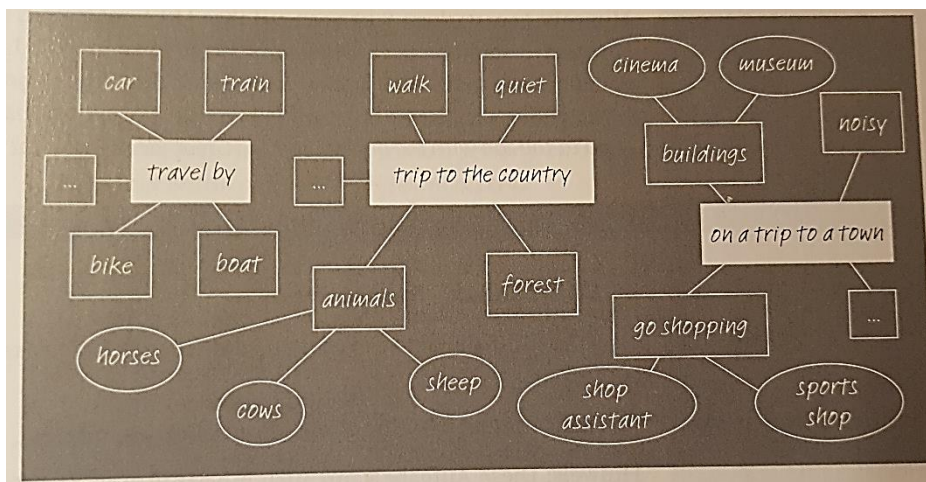 car
train
...
travel by
bike
boat
walk
quiet
...
trip to the country
animals
forest
horses
cows
sheep
cinema
museum
buildings
noisy
on a trip to a town
go shopping
...
shop
assistant
sports
shop